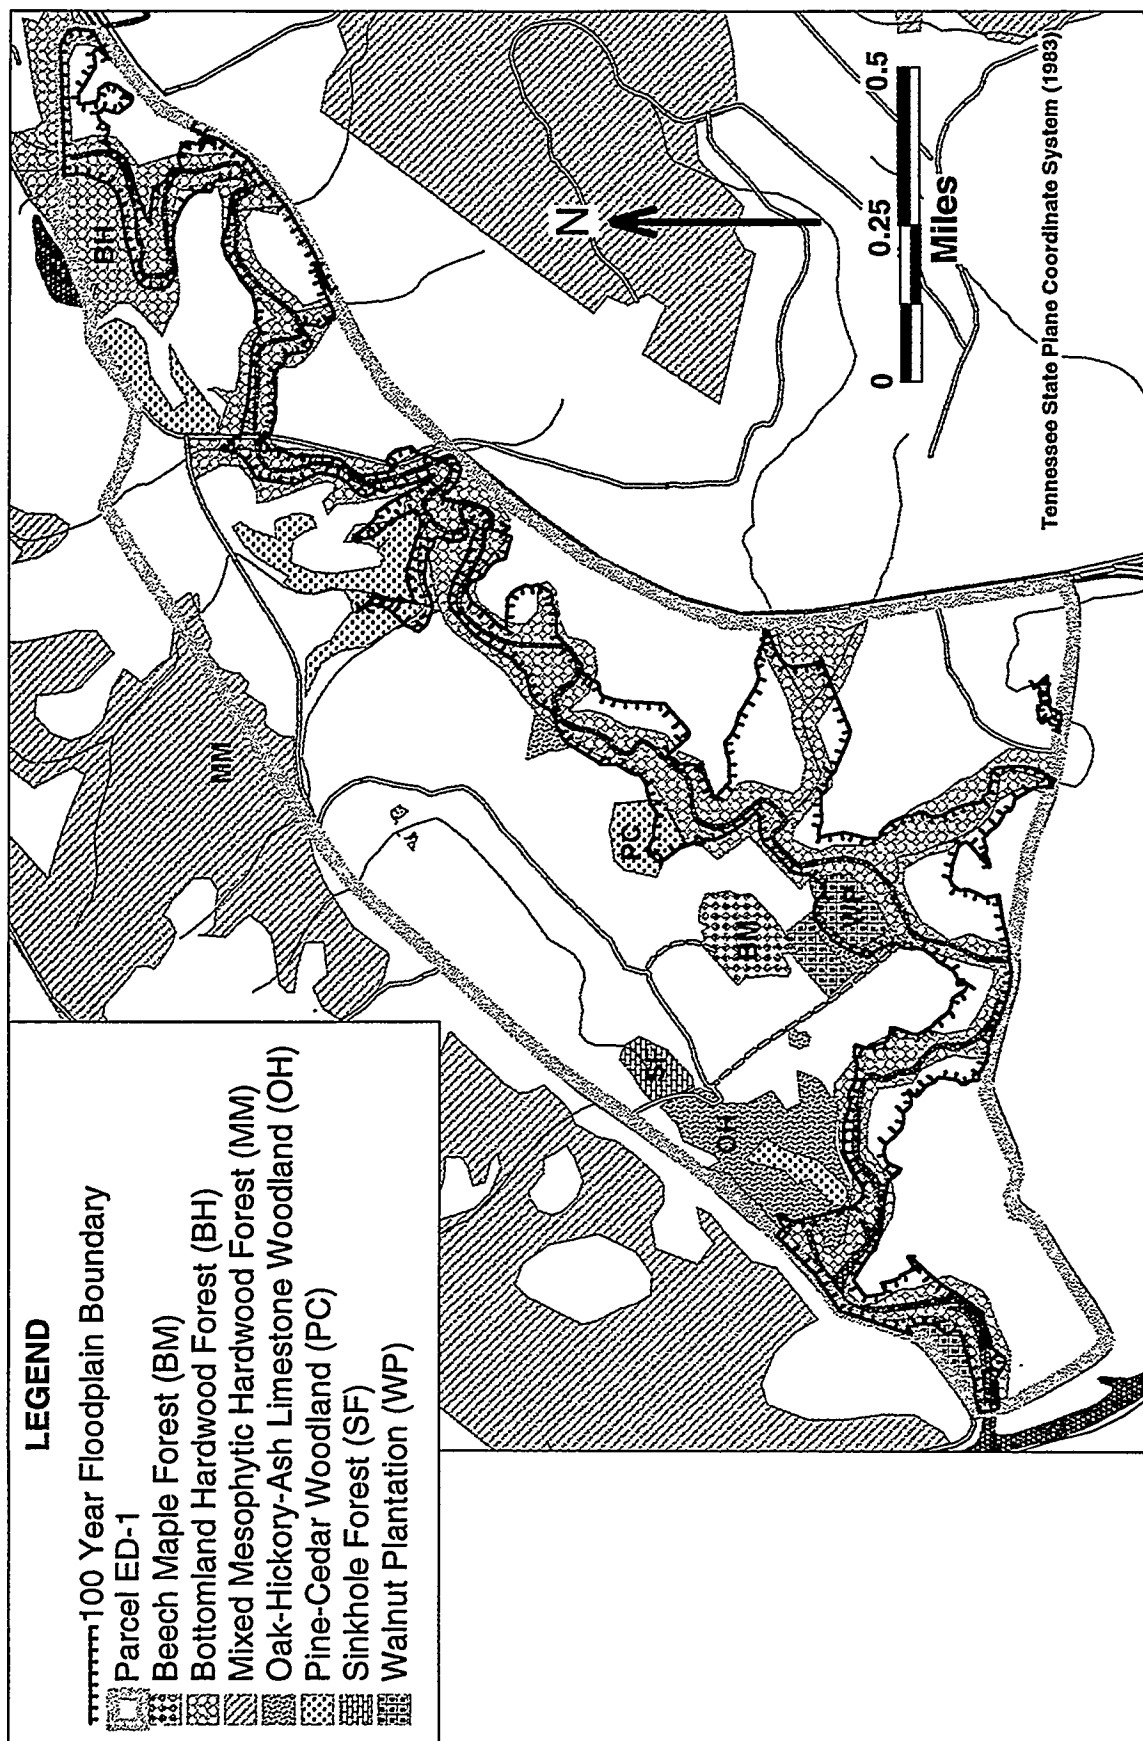 LEGEND
100 Year Floodplain Boundary
Parcel ED-1
Beech Maple Forest (BM)
Bottomland Hardwood Forest (BH)
Mixed Mesophytic Hardwood Forest (MM)
Oak-Hickory-Ash Limestone Woodland (OH)
Pine-Cedar Woodland (PC)
Sinkhole Forest (SF)
Walnut Plantation (WP)
BH
MM
PC
BM
WP
SF
OH
N
0 0.25 0.5
Miles
Tennessee State Plane Coordinate System (1983)